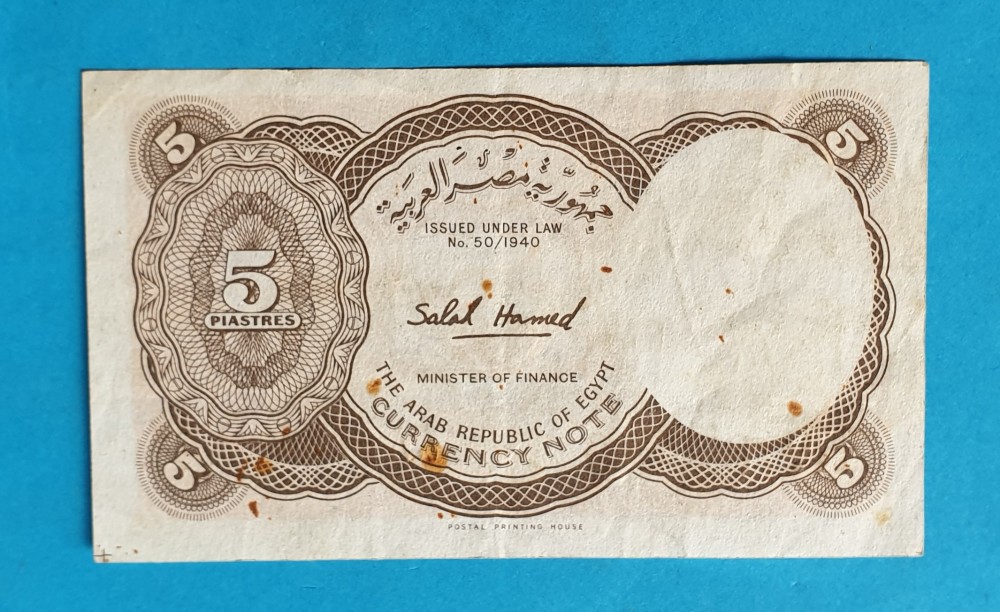 5
5
جمهورية مصر العربية
ISSUED UNDER LAW
No. 50/1940
5
PIASTRES
Salah Hamed
MINISTER OF FINANCE
THE ARAB REPUBLIC OF EGYPT
CURRENCY NOTE
5
5
POSTAL PRINTING HOUSE